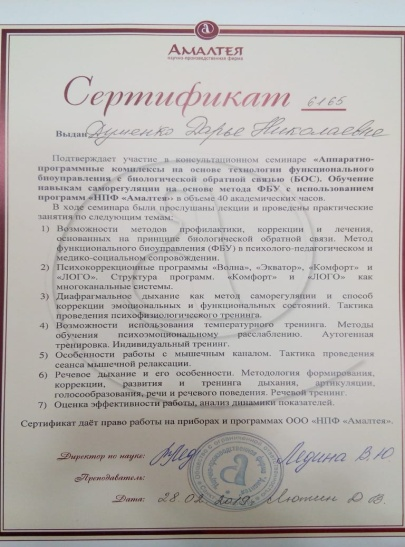 АМАЛТЕЯ
научно-производственная фирма
Сертификат 6165
Выдан Дарье Николаевне
Подтверждает участие в консультационном семинаре «Аппаратно-
программные комплексы на основе технологии функционального
биоуправления с биологической обратной связью (БОС). Обучение
навыкам саморегуляции на основе метода ФБУ с использованием
программ «НПФ «Амалтея» в объеме 40 академических часов.
В ходе семинара были прослушаны лекции и проведены практические
занятия по следующим темам:
1) Возможности методов профилактики, коррекции и лечения,
основанных на принципе биологической обратной связи. Метод
функционального биоуправления (ФБУ) в психолого-педагогическом и
медико-социальном сопровождении.
2) Психокоррекционные программы «Волна», «Экватор», «Комфорт» и
«ЛОГО». Структура программ. «Комфорт» и «ЛОГО» как
многоканальные системы.
3) Диафрагмальное дыхание как метод саморегуляции и способ
коррекции эмоциональных и функциональных состояний. Тактика
проведения психофизиологического тренинга.
4) Возможности использования температурного тренинга. Методы
обучения психоэмоциональному расслаблению. Аутогенная
тренировка. Индивидуальный тренинг.
5) Особенности работы с мышечным каналом. Тактика проведения
сеанса мышечной релаксации.
6) Речевое дыхание и его особенности. Методология формирования,
коррекции, развития и тренинга дыхания, артикуляции,
голосообразования, речи и речевого поведения. Речевой тренинг.
7) Оценка эффективности работы, анализ динамики показателей.
Сертификат даёт право работы на приборах и программах ООО «НПФ «Амалтея».
Директор по науке: Ледина В.Ю
Преподаватель:
Дата: 28.02.2019 Люлин Д В.